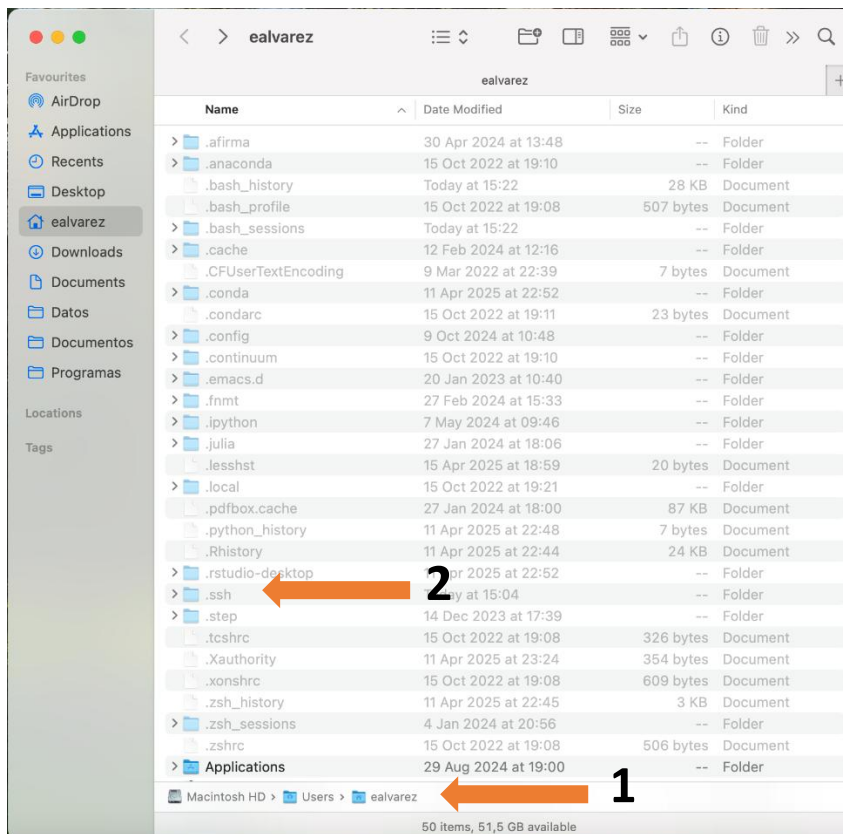 ealvarez
ealvarez
Favourites
AirDrop
Applications
Recents
Desktop
ealvarez
Downloads
Documents
Datos
Documentos
Programas
Locations
Tags
Name Date Modified Size Kind
.afirma 30 Apr 2024 at 13:48 -- Folder
.anaconda 15 Oct 2022 at 19:10 -- Folder
.bash_history Today at 15:22 28 KB Document
.bash_profile 15 Oct 2022 at 19:08 507 bytes Document
.bash_sessions Today at 15:22 -- Folder
.cache 12 Feb 2024 at 12:16 -- Folder
.CFUserTextEncoding 9 Mar 2022 at 22:39 7 bytes Document
.conda 11 Apr 2025 at 22:52 -- Folder
.condarc 15 Oct 2022 at 19:11 23 bytes Document
.config 9 Oct 2024 at 10:48 -- Folder
.continuum 15 Oct 2022 at 19:10 -- Folder
.emacs.d 20 Jan 2023 at 10:40 -- Folder
.fnmt 27 Feb 2024 at 15:33 -- Folder
.ipython 7 May 2024 at 09:46 -- Folder
.julia 27 Jan 2024 at 18:06 -- Folder
.lesshst 15 Apr 2025 at 18:59 20 bytes Document
.local 15 Oct 2022 at 19:21 -- Folder
.pdfbox.cache 27 Jan 2024 at 18:00 87 KB Document
.python_history 11 Apr 2025 at 22:48 7 bytes Document
.Rhistory 11 Apr 2025 at 22:44 24 KB Document
.rstudio-desktop pr 2025 at 22:52 -- Folder
.ssh 2 ay at 15:04 -- Folder
.step 14 Dec 2023 at 17:39 -- Folder
.tcshrc 15 Oct 2022 at 19:08 326 bytes Document
.Xauthority 11 Apr 2025 at 23:24 354 bytes Document
.xonshrc 15 Oct 2022 at 19:08 609 bytes Document
.zsh_history 11 Apr 2025 at 22:45 3 KB Document
.zsh_sessions 4 Jan 2024 at 20:56 -- Folder
.zshrc 15 Oct 2022 at 19:08 506 bytes Document
Applications 29 Aug 2024 at 19:00 -- Folder
Macintosh HD > Users > ealvarez 1
50 items, 51,5 GB available